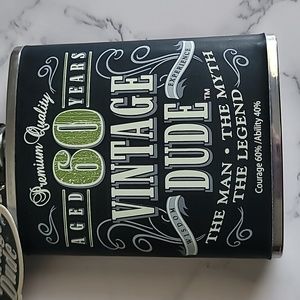 Premium Quality
AGED 60 YEARS
VINTAGE
DUDE™
WISDOM
EXPERIENCE
THE MAN • THE MYTH
THE LEGEND
Courage 60% /Ability 40%